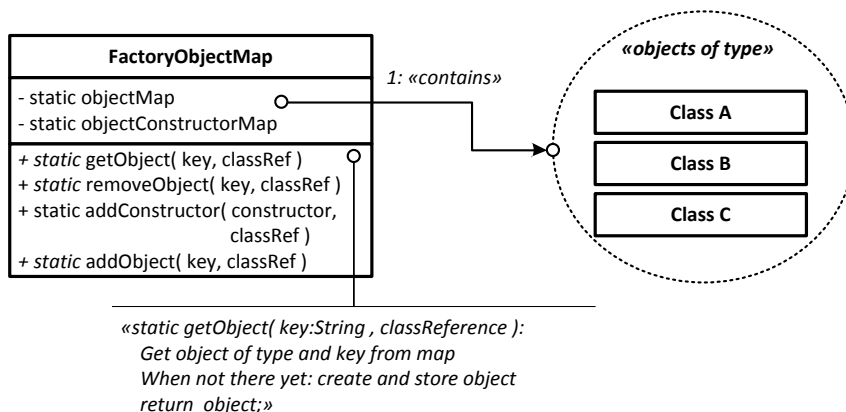 FactoryObjectMap
- static objectMap
- static objectConstructorMap
+ static getObject( key, classRef )
+ static removeObject( key, classRef )
+ static addConstructor( constructor,
classRef )
+ static addObject( key, classRef )
1: «contains»
«objects of type»
Class A
Class B
Class C
«static getObject( key:String , classReference ):
Get object of type and key from map
When not there yet: create and store object
return object;»